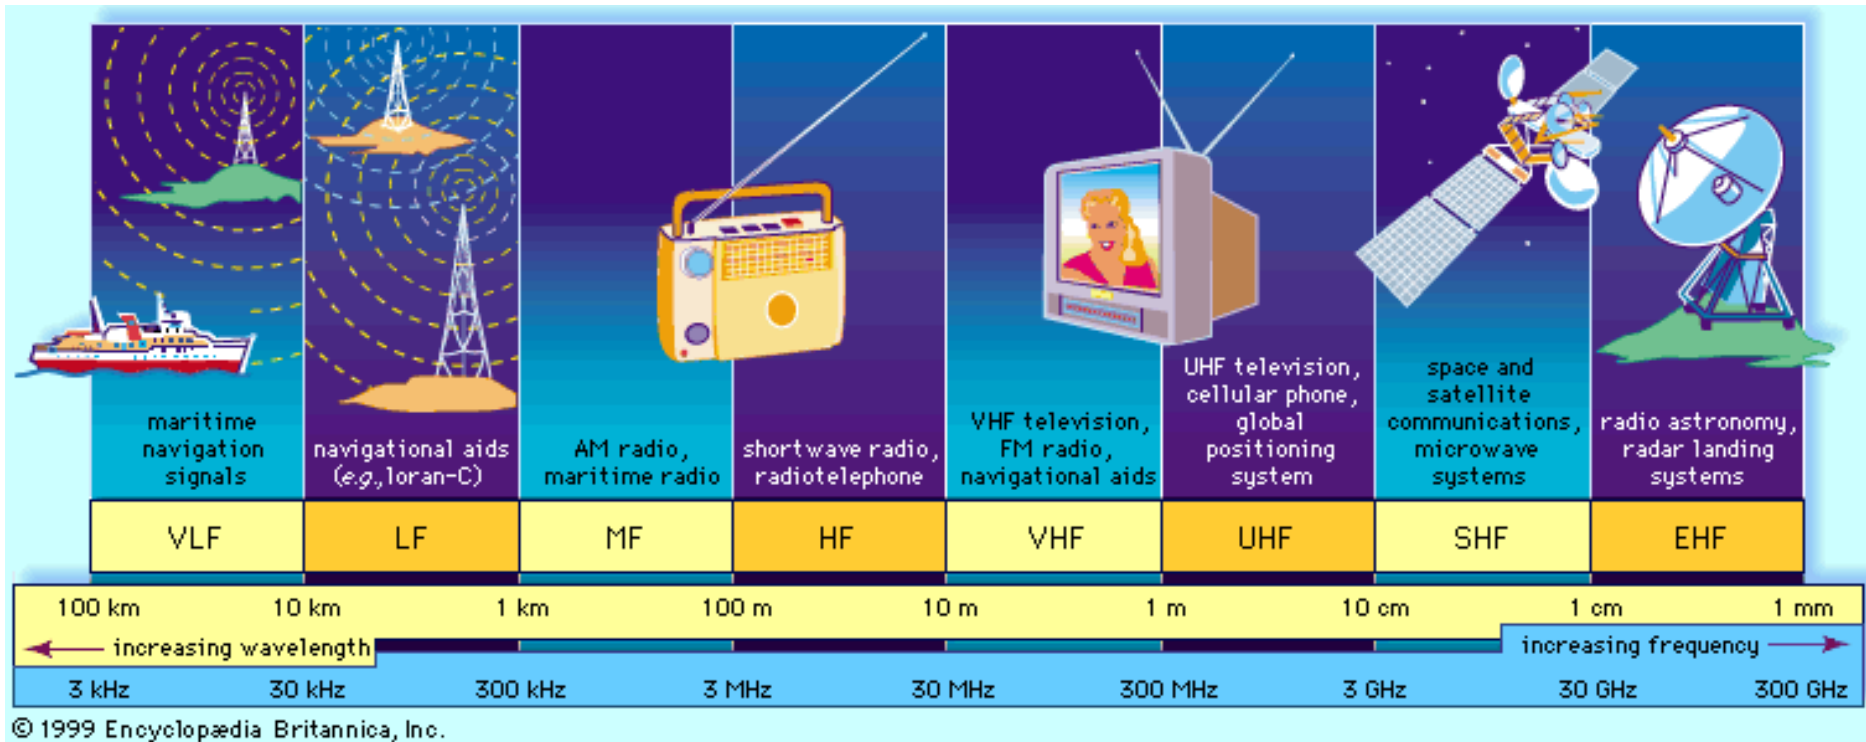 maritime
navigation
signals
navigational aids
(e.g., loran-C)
AM radio,
maritime radio
shortwave radio,
radiotelephone
VHF television,
FM radio,
navigational aids
UHF television,
cellular phone,
global
positioning
system
space and
satellite
communications,
microwave
systems
radio astronomy,
radar landing
systems
VLF LF MF HF VHF UHF SHF EHF
100 km 10 km 1 km 100 m 10 m 1 m 10 cm 1 cm 1 mm
increasing wavelength increasing frequency
3 kHz 30 kHz 300 kHz 3 MHz 30 MHz 300 MHz 3 GHz 30 GHz 300 GHz
© 1999 Encyclopædia Britannica, Inc.